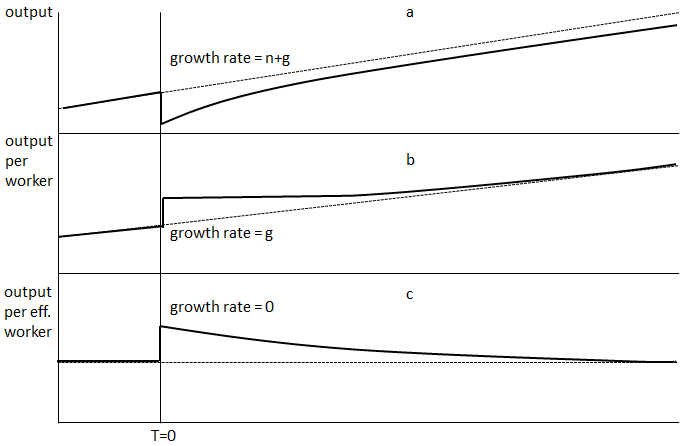 output
a
growth rate = n+g
output
per
worker
b
growth rate = g
output
per eff.
worker
c
growth rate = 0
T=0